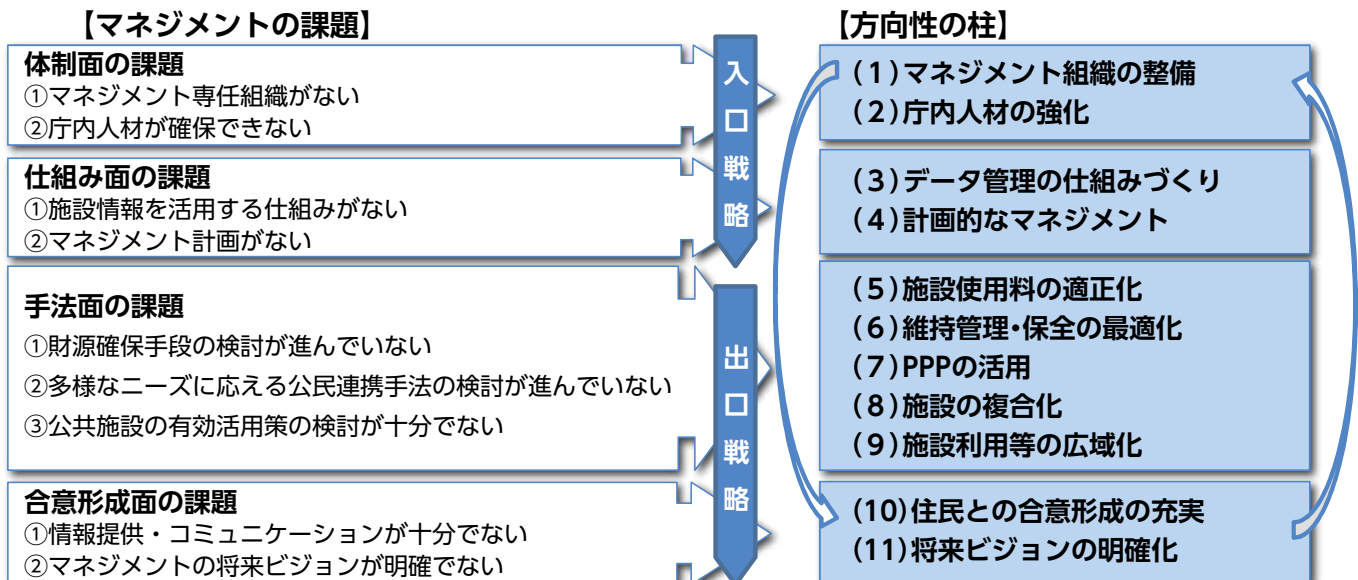 【マネジメントの課題】
体制面の課題
①マネジメント専任組織がない
②庁内人材が確保できない
仕組み面の課題
①施設情報を活用する仕組みがない
②マネジメント計画がない
手法面の課題
①財源確保手段の検討が進んでいない
②多様なニーズに応える公民連携手法の検討が進んでいない
③公共施設の有効活用策の検討が十分でない
合意形成面の課題
①情報提供・コミュニケーションが十分でない
②マネジメントの将来ビジョンが明確でない
入口戦略
出口戦略
【方向性の柱】
(1)マネジメント組織の整備
(2)庁内人材の強化
(3)データ管理の仕組みづくり
(4)計画的なマネジメント
(5)施設使用料の適正化
(6)維持管理・保全の最適化
(7)PPPの活用
(8)施設の複合化
(9)施設利用等の広域化
(10)住民との合意形成の充実
(11)将来ビジョンの明確化